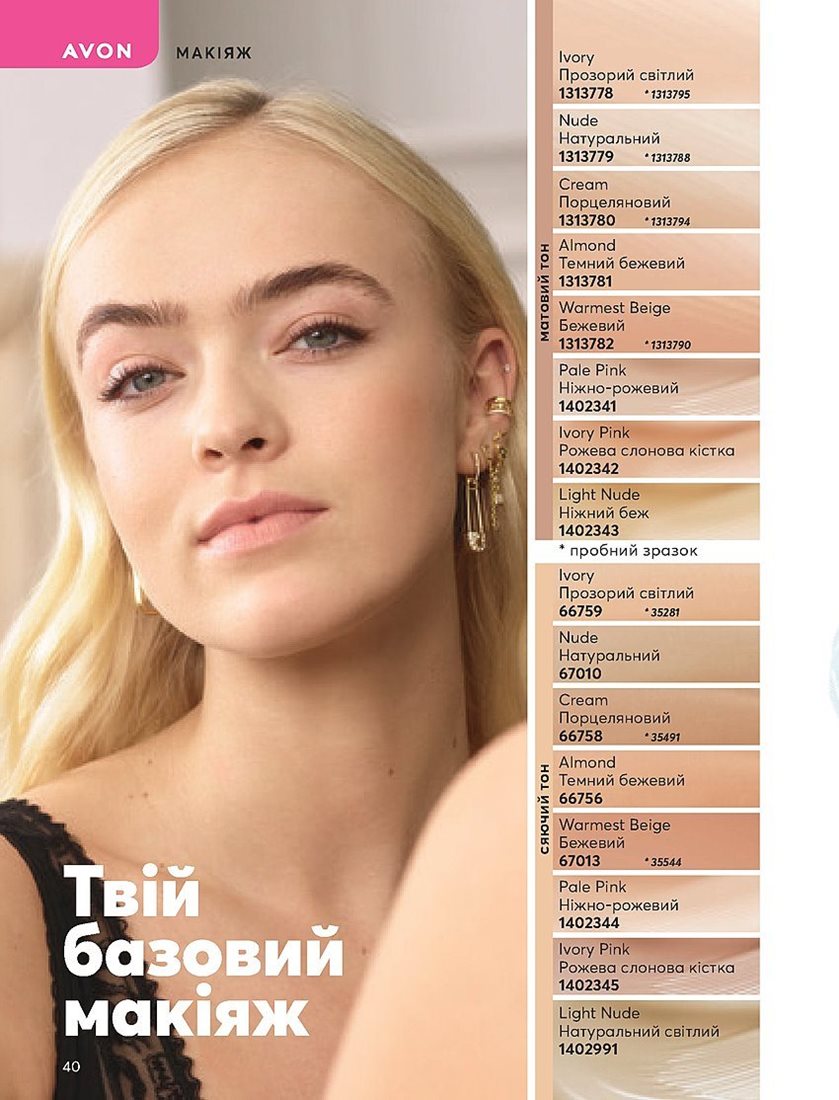 AVON
МАКІЯЖ
Ivory
Прозорий світлий
1313778 * 1313795
Nude
Натуральний
1313779 * 1313788
Cream
Порцеляновий
1313780 * 1313794
Almond
Темний бежевий
1313781
Warmest Beige
Бежевий
1313782 * 1313790
Pale Pink
Ніжно-рожевий
1402341
Ivory Pink
Рожева слонова кістка
1402342
Light Nude
Ніжний беж
1402343
матовий тон
* пробний зразок
Ivory
Прозорий світлий
66759 * 35281
Nude
Натуральний
67010
Cream
Порцеляновий
66758 * 35491
Almond
Темний бежевий
66756
Warmest Beige
Бежевий
67013 * 35544
Pale Pink
Ніжно-рожевий
1402344
Ivory Pink
Рожева слонова кістка
1402345
Light Nude
Натуральний світлий
1402991
сяючий тон
Твій
базовий
макіяж
40